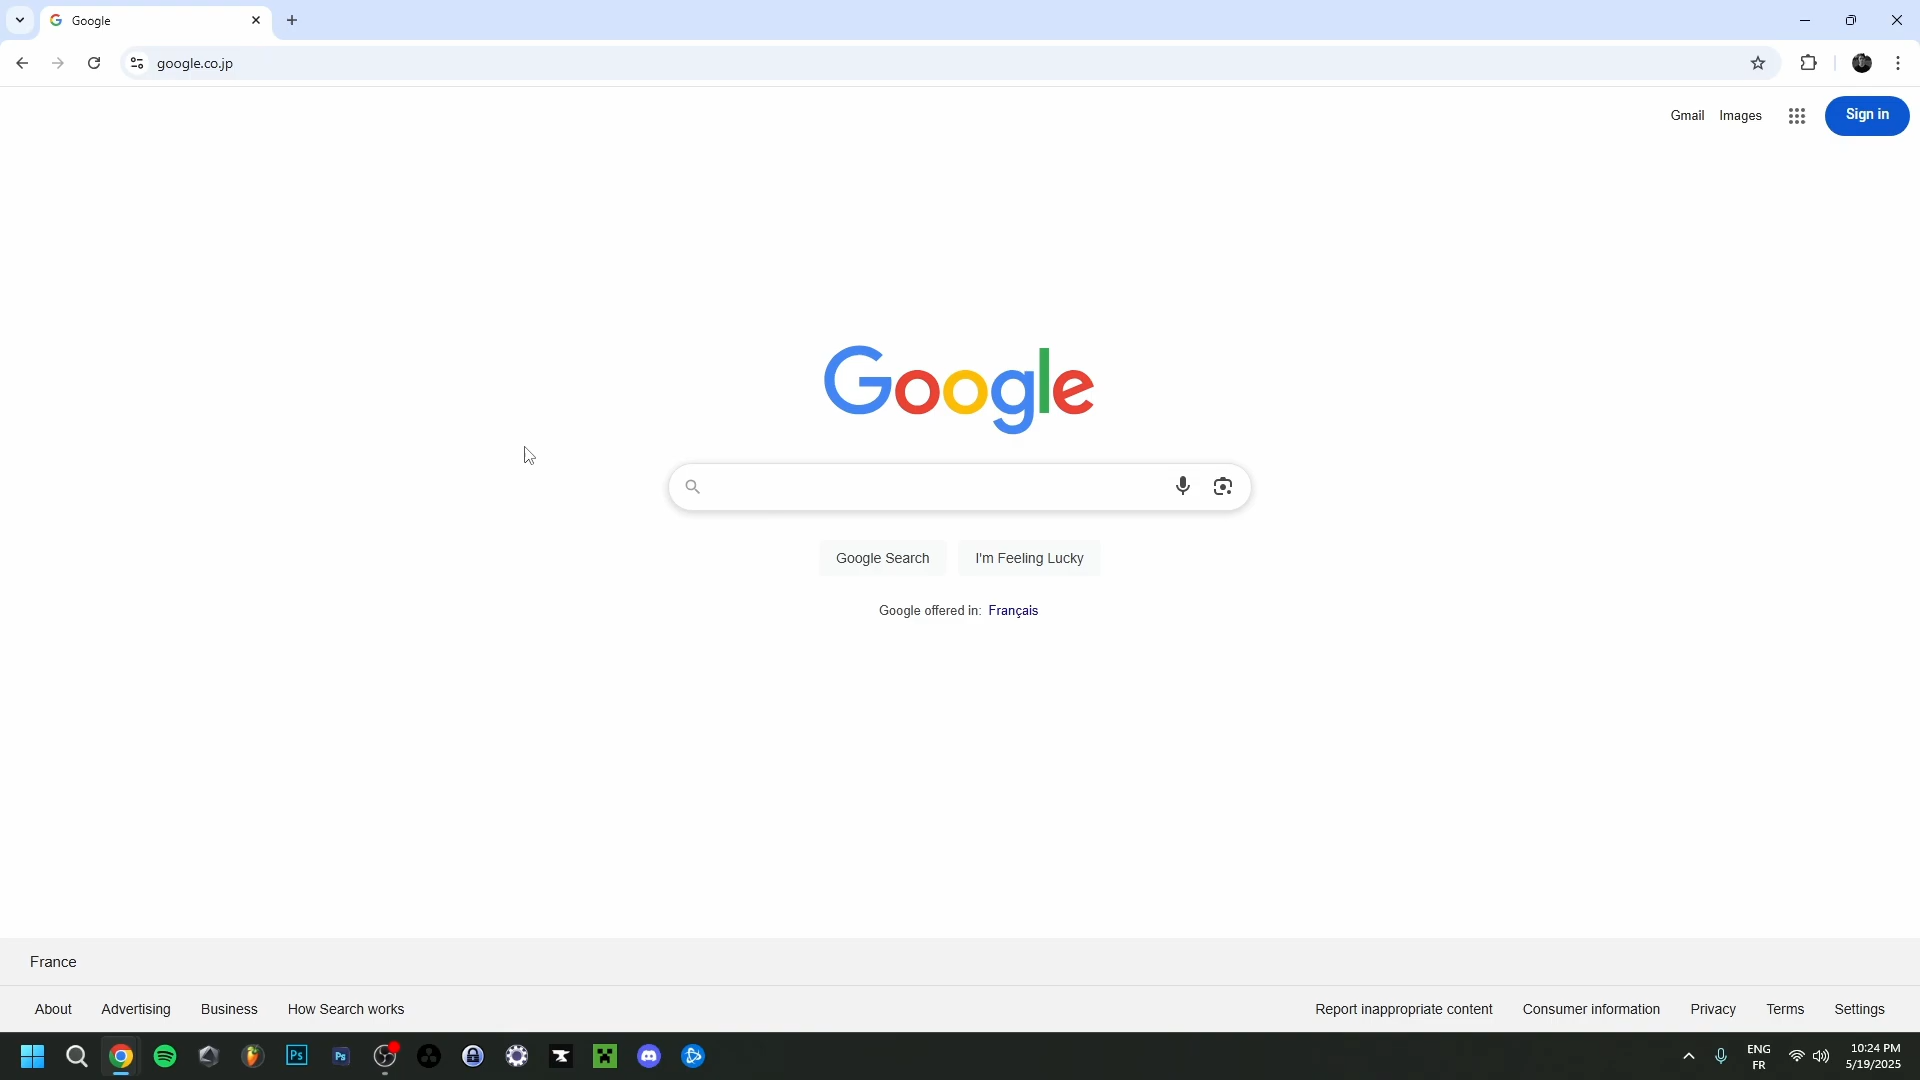 Google
google.co.jp
Gmail Images Sign in
Google
Google Search I'm Feeling Lucky
Google offered in: Français
France
About Advertising Business How Search works Report inappropriate content Consumer information Privacy Terms Settings
Ps Ps ENG 10:24 PM
FR 5/19/2025